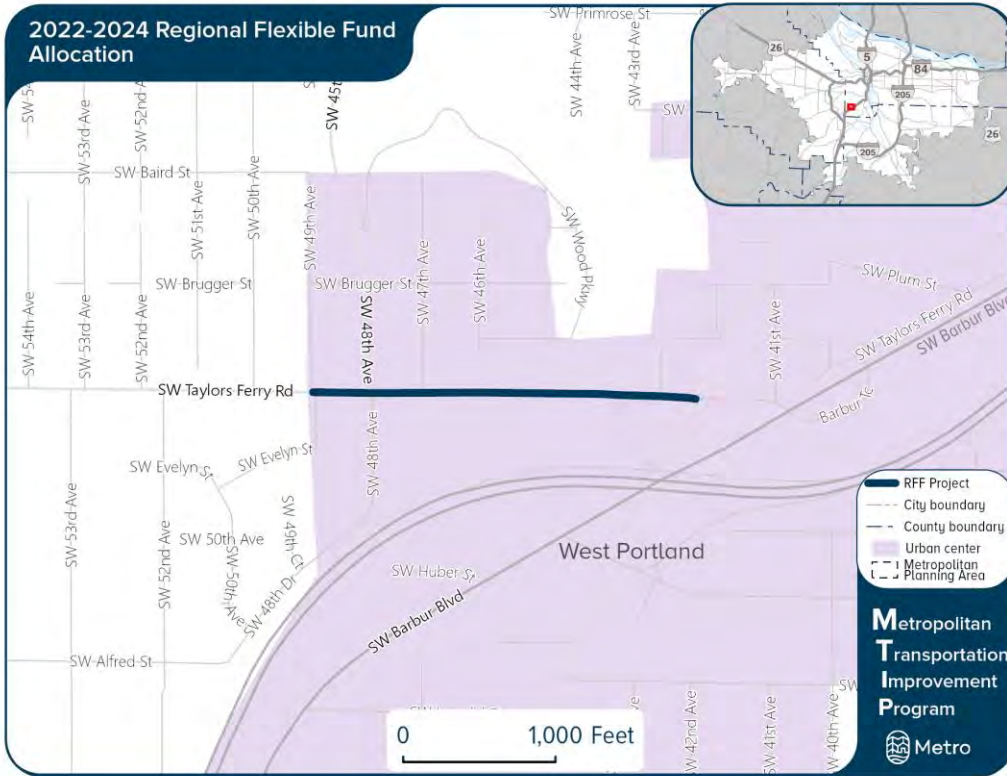 2022-2024 Regional Flexible Fund
Allocation
SW Primrose St
26
5
84
205
26
205
SW 53rd Ave
SW 52nd Ave
SW 45t
SW 44th Ave
SW 43rd Ave
SW
SW Baird St
SW 51st Ave
SW 50th Ave
SW 49th Ave
SW Wood Pkwy
SW Brugger St
SW Brugger St
SW 47th Ave
SW 46th Ave
SW Plum St
SW 54th Ave
SW 53rd Ave
SW 52nd Ave
SW 48th Ave
SW 41st Ave
SW Taylors Ferry Rd
SW Barbur Blv
SW Taylors Ferry Rd
Barbur Tc
SW Evelyn St
SW Evelyn St
SW 48th Ave
SW 53rd Ave
SW 52nd Ave
SW 50th Ave
SW 50th Ave
SW 49th Ct
SW 48th Dr
West Portland
SW Huber St
SW Barbur Blvd
SW Alfred St
SW
SW 42nd Ave
SW 41st Ave
SW 40th Ave
RFF Project
City boundary
County boundary
Urban center
Metropolitan
Planning Area
Metropolitan
Transportation
Improvement
Program
Metro
0 1,000 Feet